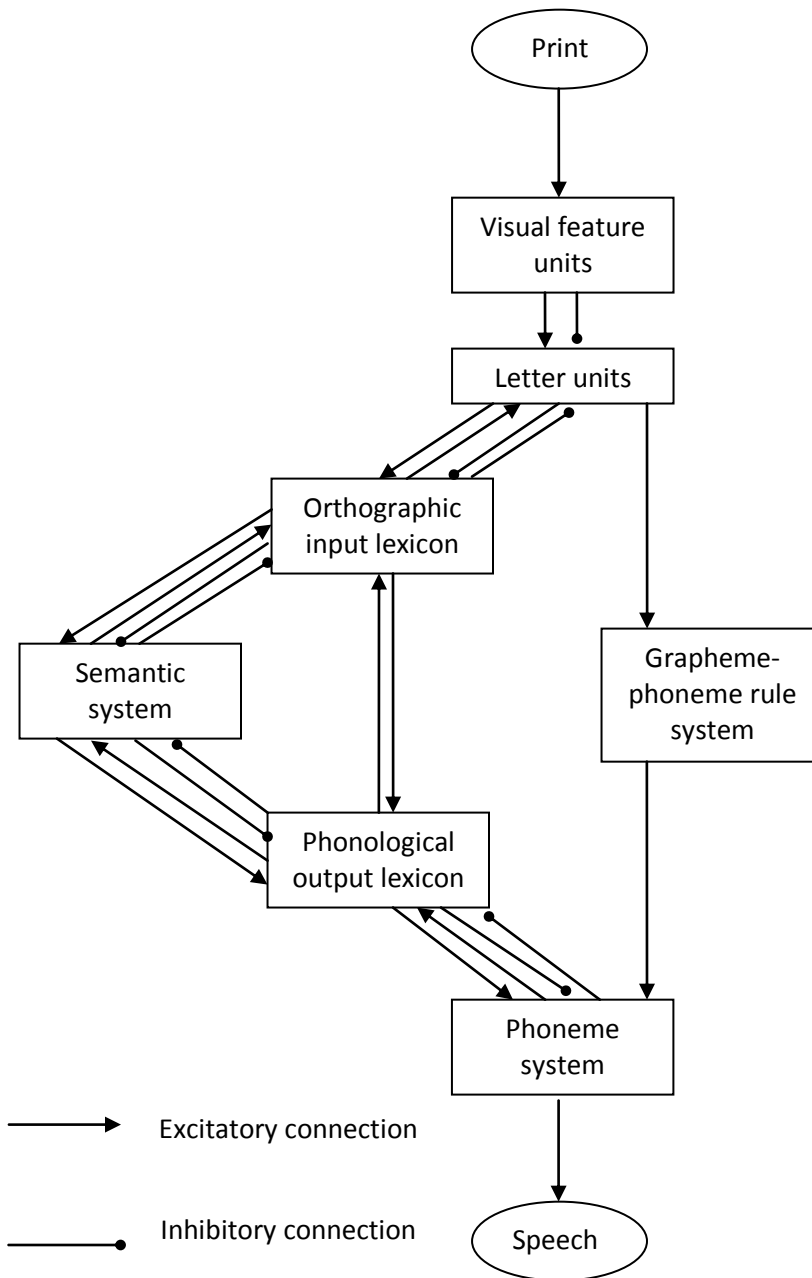 Print
Visual feature
units
Letter units
Orthographic
input lexicon
Semantic
system
Grapheme-
phoneme rule
system
Phonological
output lexicon
Phoneme
system
Excitatory connection
Inhibitory connection
Speech